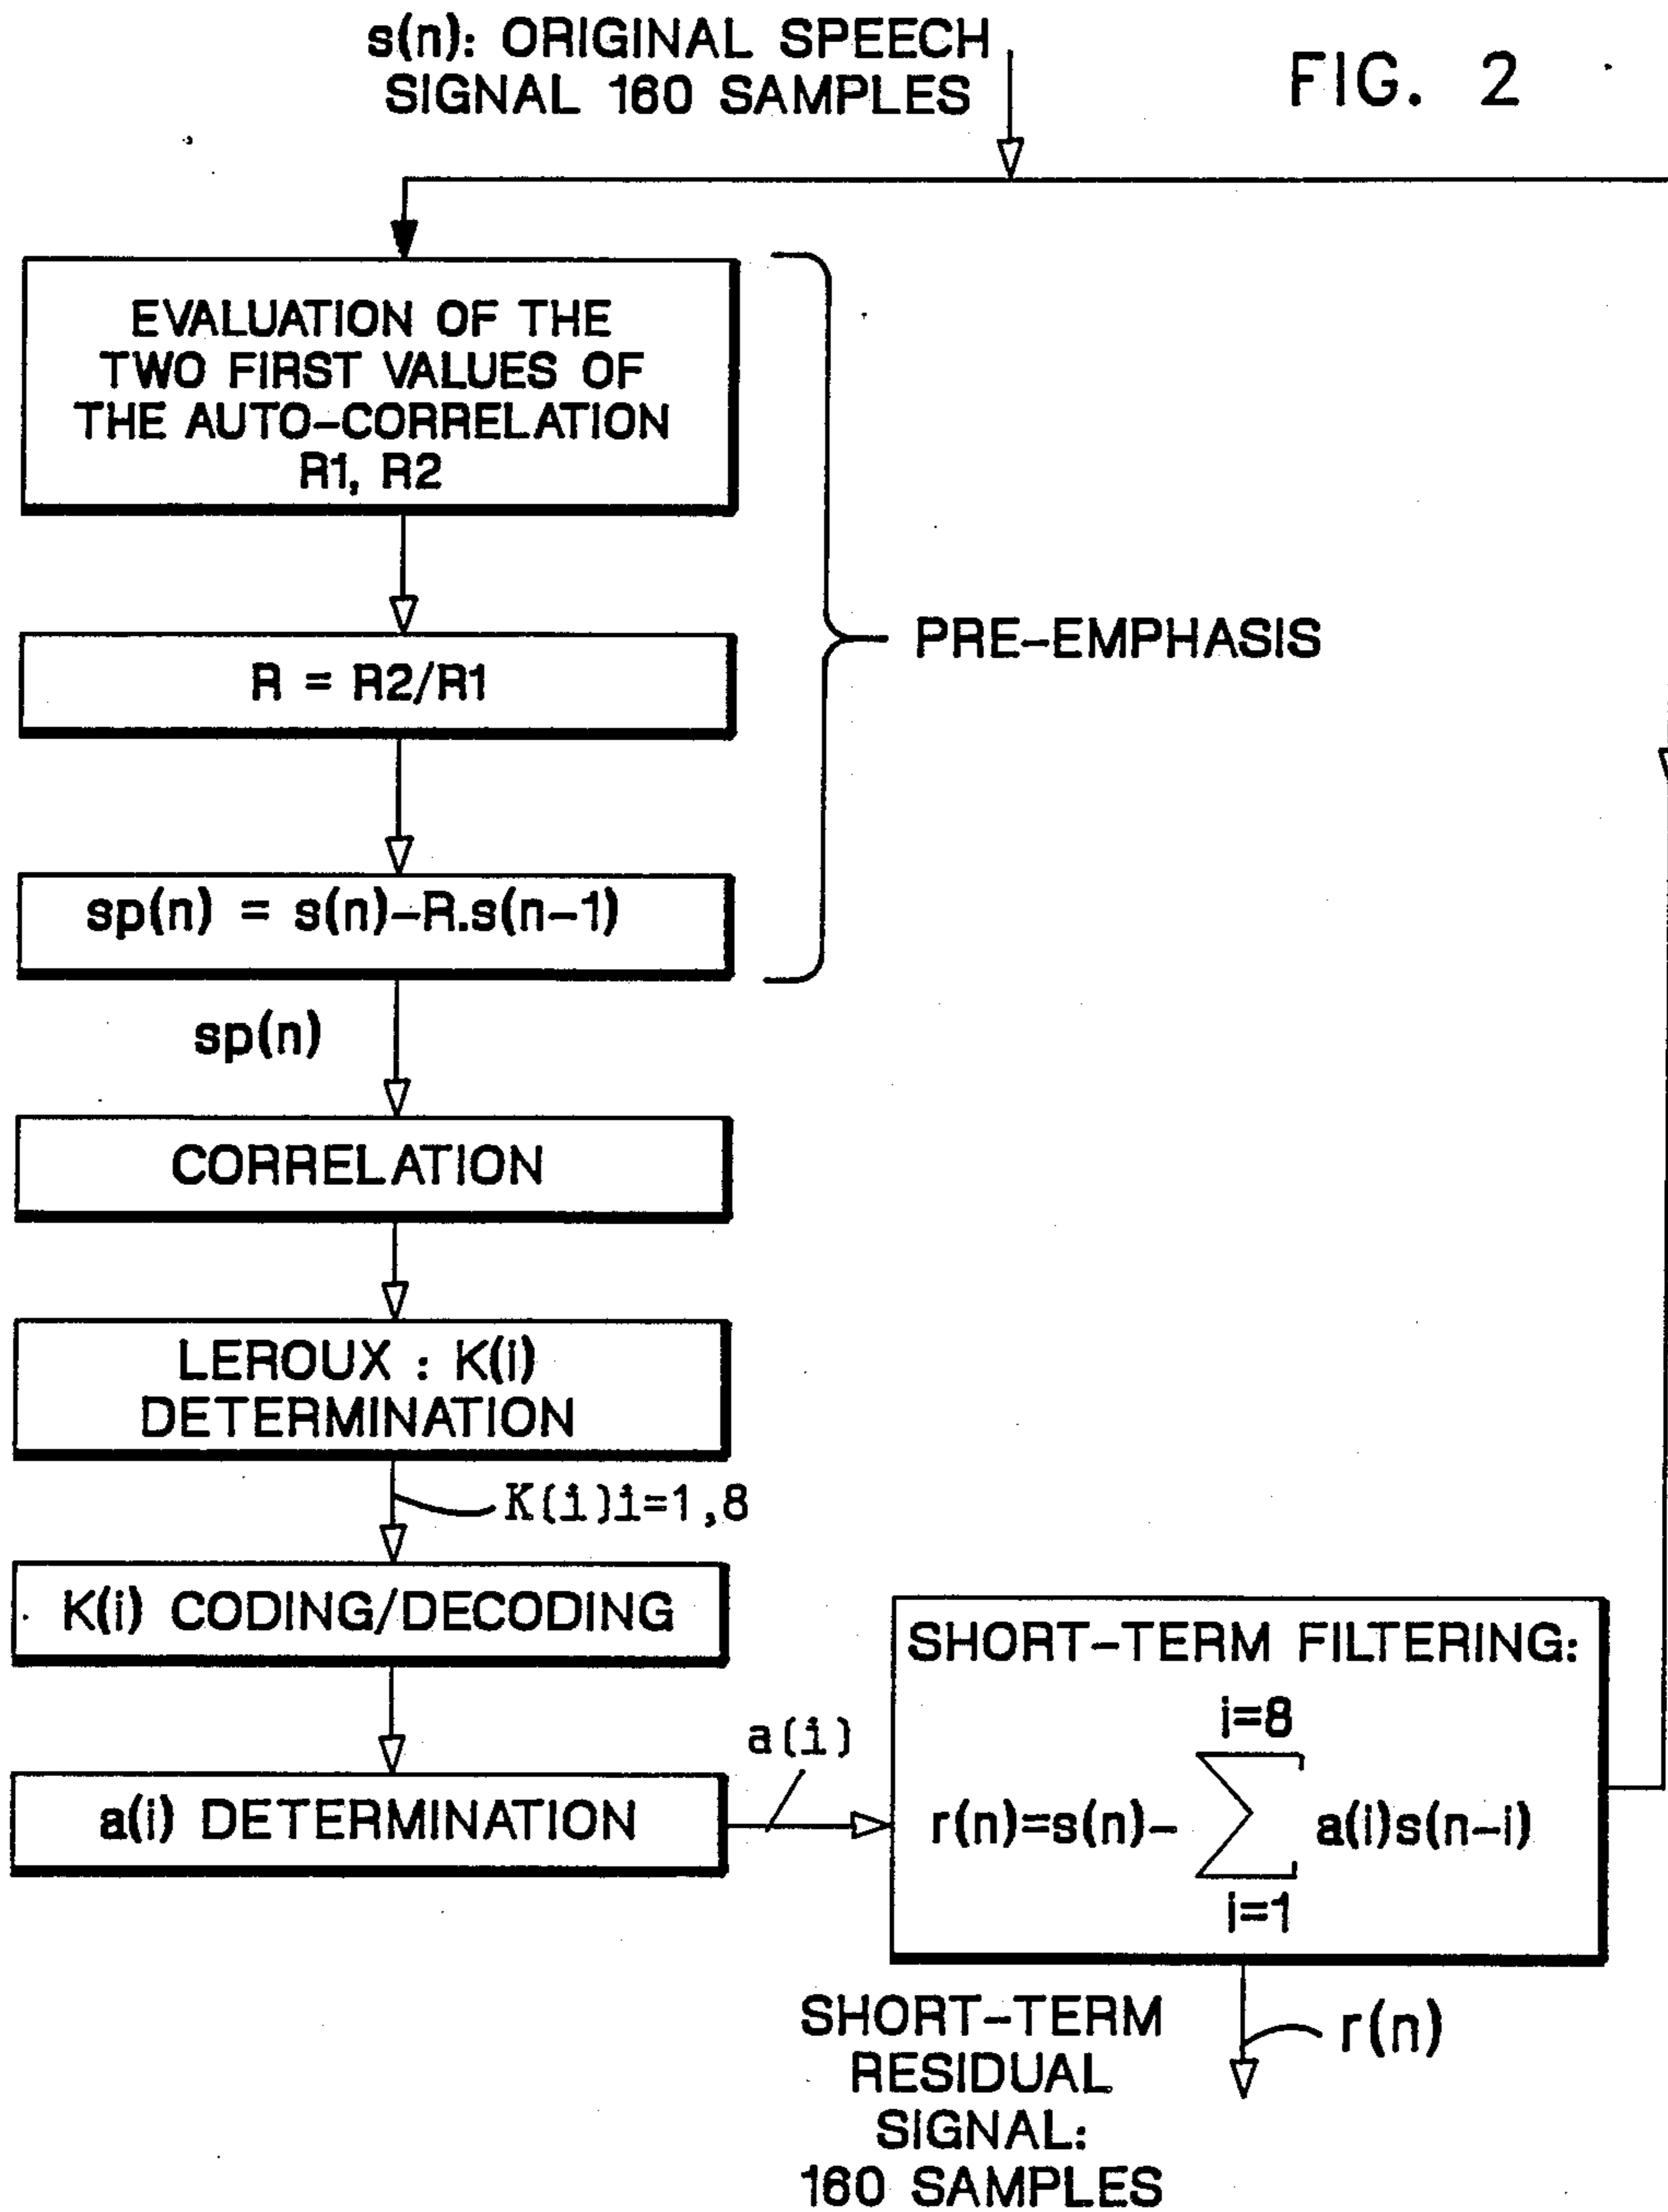 s(n): ORIGINAL SPEECH
SIGNAL 160 SAMPLES
FIG. 2
EVALUATION OF THE
TWO FIRST VALUES OF
THE AUTO-CORRELATION
R1, R2
R = R2/R1
sp(n) = s(n)-R.s(n-1)
PRE-EMPHASIS
sp(n)
CORRELATION
LEROUX : K(i)
DETERMINATION
K(i)i=1,8
K(i) CODING/DECODING
a(i) DETERMINATION
a(i)
SHORT-TERM FILTERING:
i=8
r(n)=s(n)- ∑ a(i)s(n-i)
i=1
r(n)
SHORT-TERM
RESIDUAL
SIGNAL:
160 SAMPLES